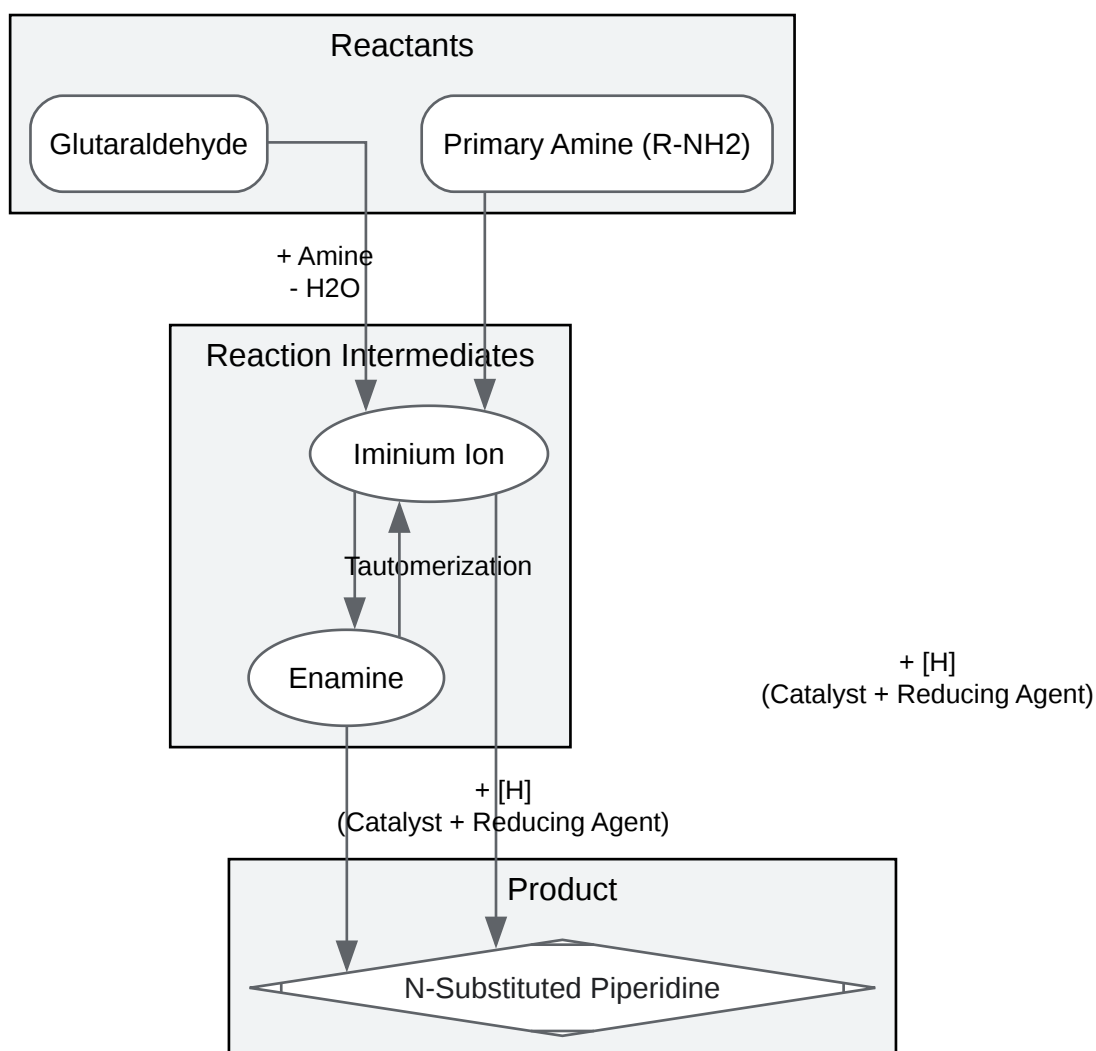 Reactants
Glutaraldehyde
Primary Amine (R-NH2)
+ Amine
- H2O
Reaction Intermediates
Iminium Ion
Tautomerization
Enamine
+ [H]
(Catalyst + Reducing Agent)
+ [H]
(Catalyst + Reducing Agent)
Product
N-Substituted Piperidine